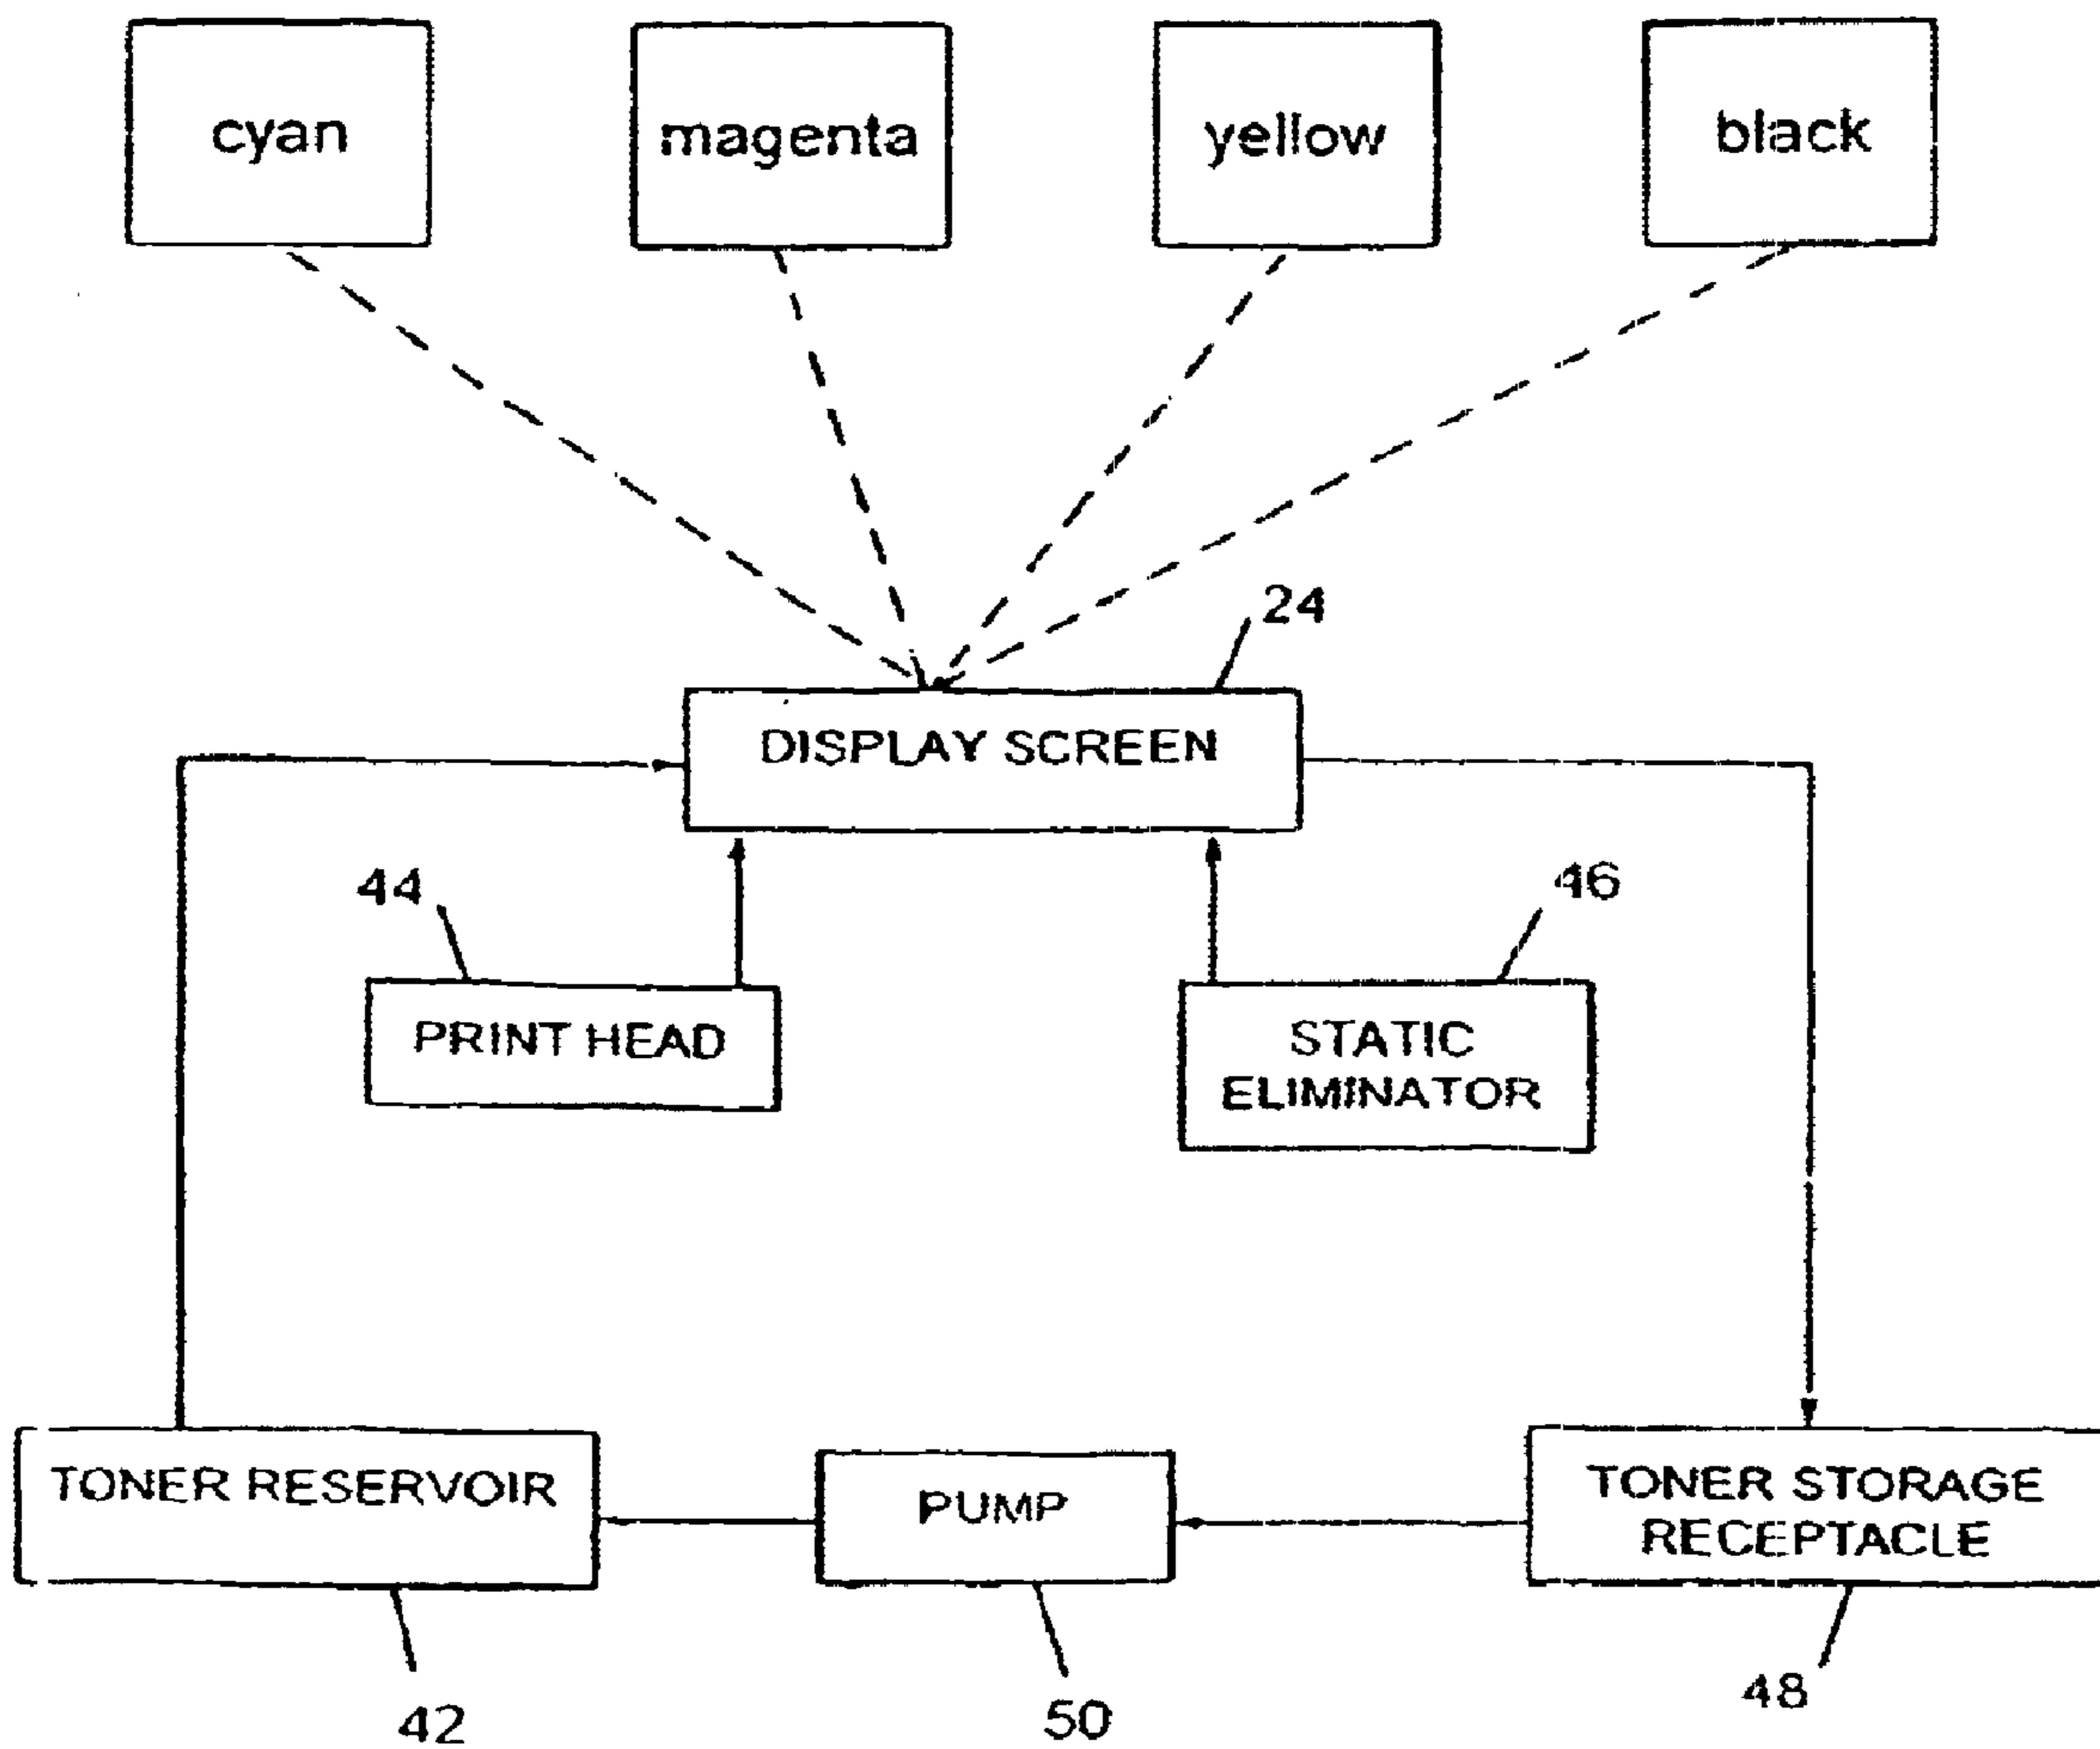 cyan
magenta
yellow
black
24
DISPLAY SCREEN
44
46
PRINT HEAD
STATIC
ELIMINATOR
TONER RESERVOIR
PUMP
TONER STORAGE
RECEPTACLE
42
50
48